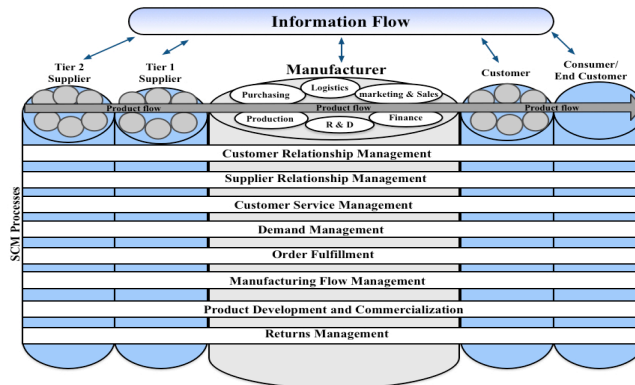 Information Flow
Tier 2
Supplier
Tier 1
Supplier
Manufacturer
Customer
Consumer/
End Customer
Purchasing
Logistics
marketing & Sales
Product flow
Product flow
Product flow
Production
R & D
Finance
SCM Processes
Customer Relationship Management
Supplier Relationship Management
Customer Service Management
Demand Management
Order Fulfillment
Manufacturing Flow Management
Product Development and Commercialization
Returns Management